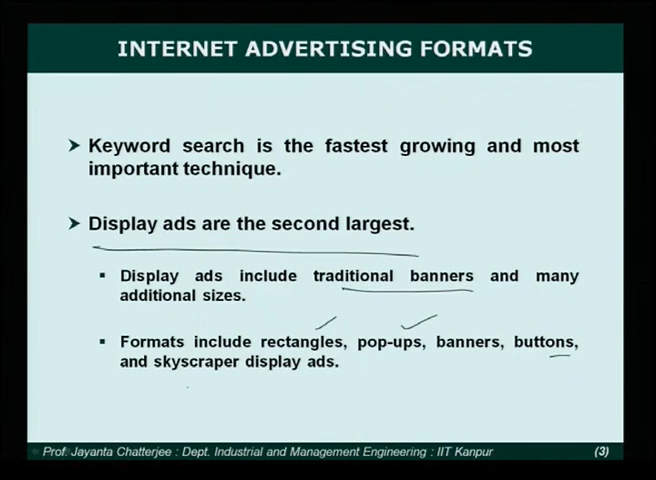 INTERNET ADVERTISING FORMATS
Keyword search is the fastest growing and most
important technique.
Display ads are the second largest.
Display ads include traditional banners and many
additional sizes.
Formats include rectangles, pop-ups, banners, buttons,
and skyscraper display ads.
Prof. Jayanta Chatterjee : Dept. Industrial and Management Engineering : IIT Kanpur
(3)